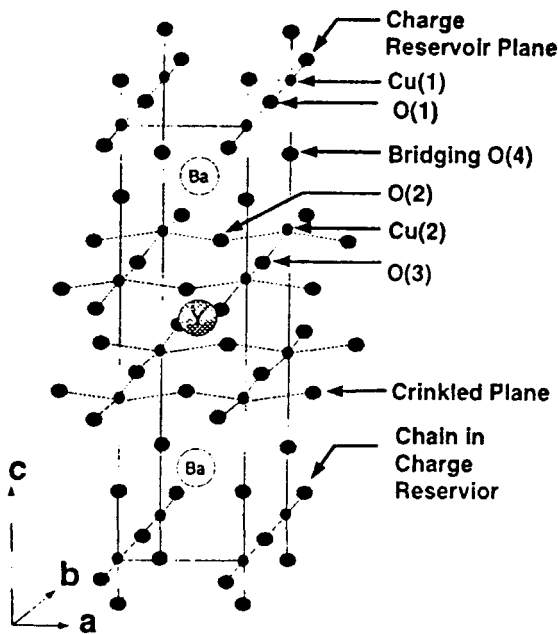 Charge
Reservoir Plane
Cu(1)
O(1)
Bridging O(4)
Ba
O(2)
Cu(2)
O(3)
Y
Crinkled Plane
Chain in
Charge
Reservior
Ba
c
b
a